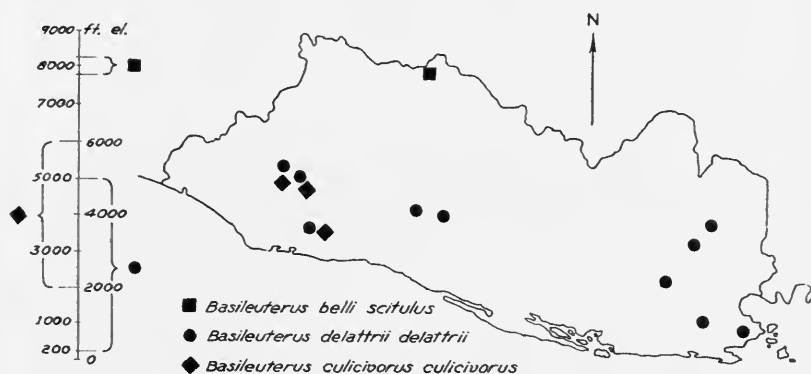 9000 ft. el.
N
8000
7000
6000
5000
4000
3000
2000
1000
200
0
Basileuterus belli scitulus
Basileuterus delattrii delattrii
Basileuterus culicivorus culicivorus